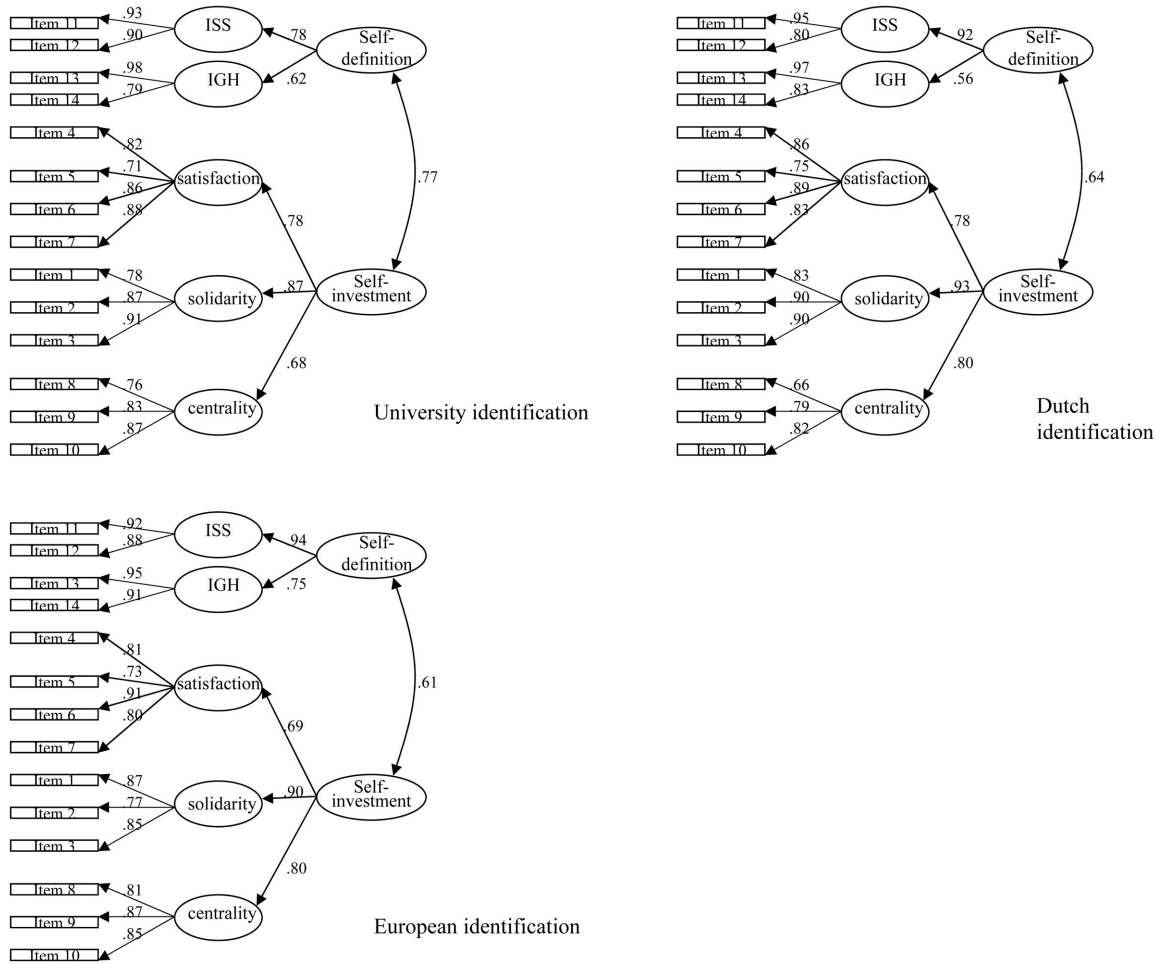 Item 11
.93
ISS
Item 12
.90
.78
Self-
definition
Item 13
.98
IGH
.62
Item 14
.79
Item 4
.82
Item 5
.71
satisfaction
.77
Item 6
.86
Item 7
.88
.78
Item 1
.78
Item 2
.87
solidarity
.87
Self-
investment
Item 3
.91
.68
Item 8
.76
Item 9
.83
centrality
Item 10
.87
University identification
Item 11
.95
ISS
Item 12
.80
.92
Self-
definition
Item 13
.97
IGH
.56
Item 14
.83
Item 4
.86
Item 5
.75
satisfaction
.64
Item 6
.89
Item 7
.83
.78
Item 1
.83
Item 2
.90
solidarity
.93
Self-
investment
Item 3
.90
.80
Item 8
.66
Item 9
.79
centrality
Item 10
.82
Dutch
identification
Item 11
.92
ISS
Item 12
.88
.94
Self-
definition
Item 13
.95
IGH
.75
Item 14
.91
Item 4
.81
Item 5
.73
satisfaction
.61
Item 6
.91
Item 7
.80
.69
Item 1
.87
Item 2
.77
solidarity
.90
Self-
investment
Item 3
.85
.80
Item 8
.81
Item 9
.87
centrality
Item 10
.85
European identification